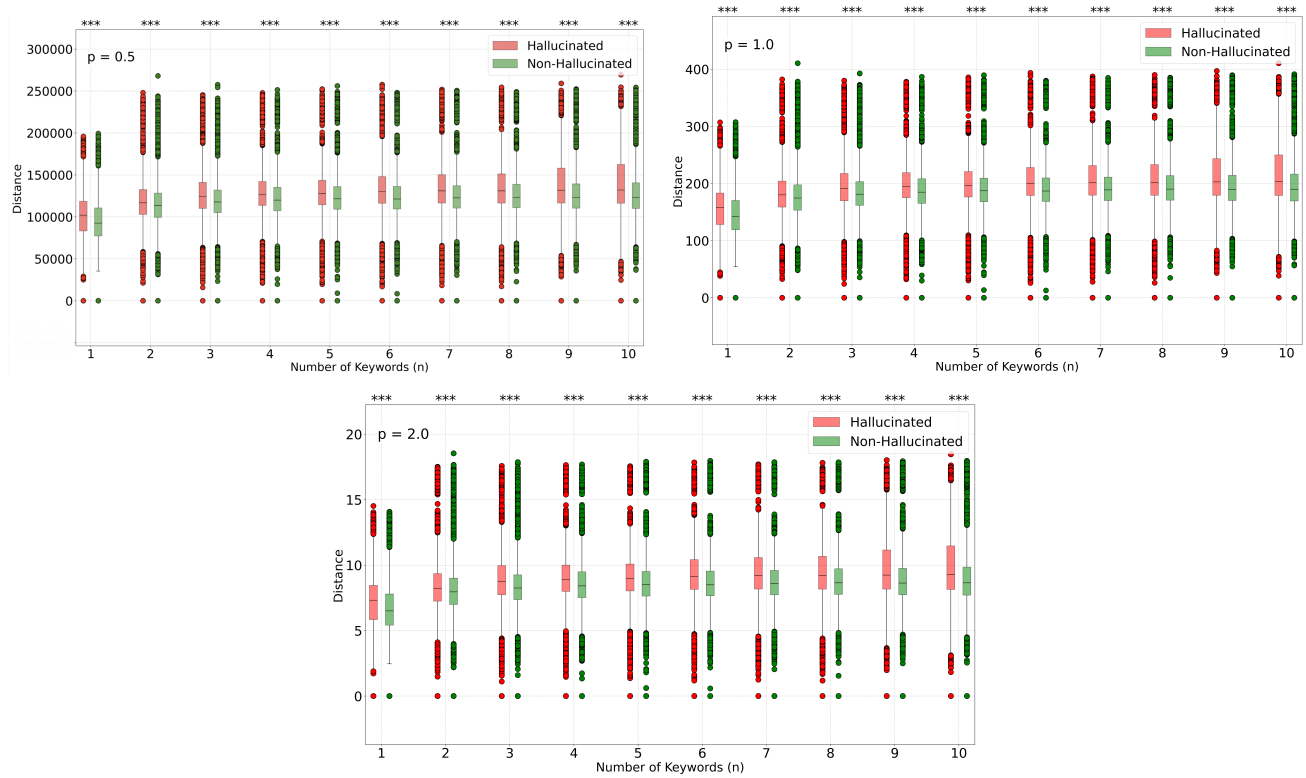 *** *** *** *** *** *** *** *** *** ***
p = 0.5
Hallucinated
Non-Hallucinated
300000
250000
200000
150000
100000
50000
0
Distance
1 2 3 4 5 6 7 8 9 10
Number of Keywords (n)
*** *** *** *** *** *** *** *** *** ***
p = 1.0
Hallucinated
Non-Hallucinated
400
300
200
100
0
Distance
1 2 3 4 5 6 7 8 9 10
Number of Keywords (n)
*** *** *** *** *** *** *** *** *** ***
p = 2.0
Hallucinated
Non-Hallucinated
20
15
10
5
0
Distance
1 2 3 4 5 6 7 8 9 10
Number of Keywords (n)